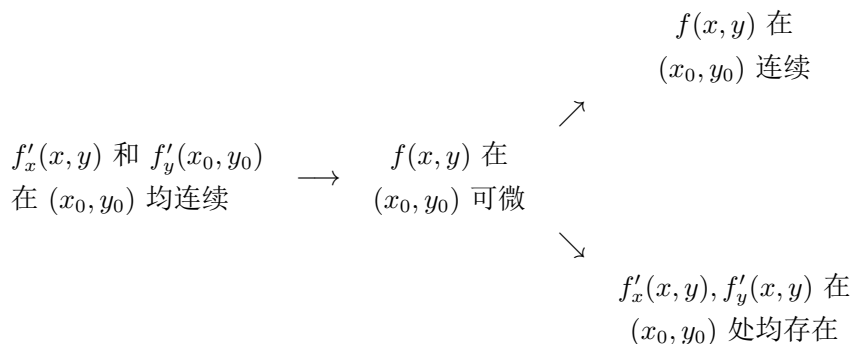 f(x, y) 在
(x₀, y₀) 连续
↗
f′ₓ(x, y) 和 f′ᵧ(x₀, y₀)
在 (x₀, y₀) 均连续
⟶
f(x, y) 在
(x₀, y₀) 可微
↘
f′ₓ(x, y), f′ᵧ(x, y) 在
(x₀, y₀) 处均存在